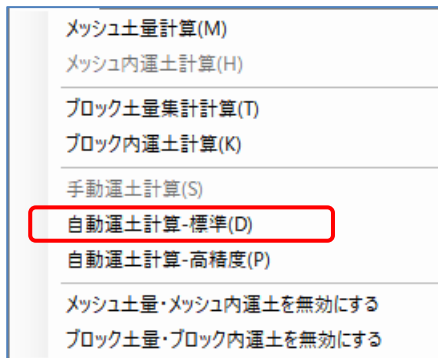 メッシュ土量計算(M)
メッシュ内運土計算(H)
ブロック土量集計計算(T)
ブロック内運土計算(K)
手動運土計算(S)
自動運土計算-標準(D)
自動運土計算-高精度(P)
メッシュ土量・メッシュ内運土を無効にする
ブロック土量・ブロック内運土を無効にする